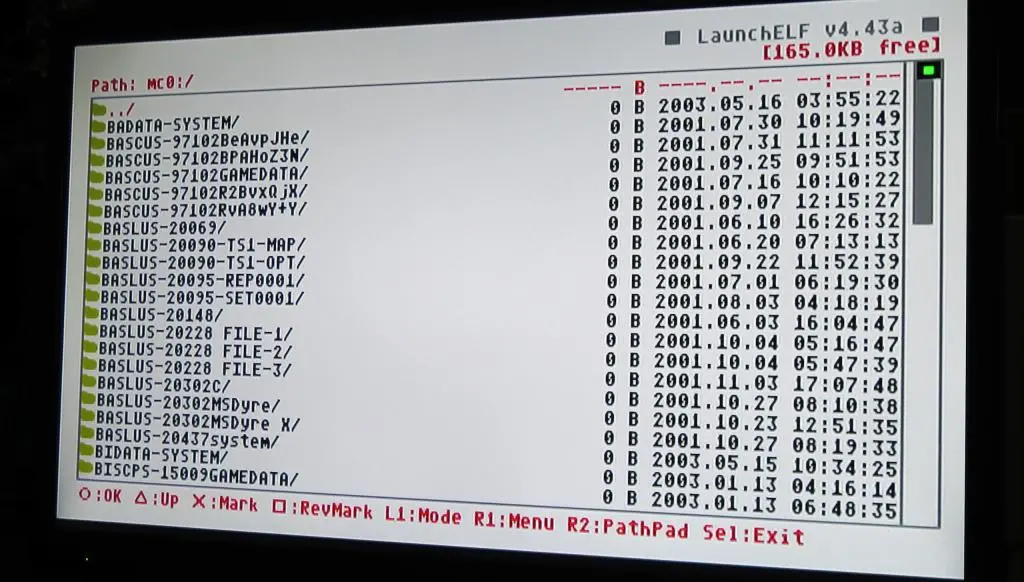 LaunchELF v4.43a
[165.0KB free]
Path: mc0:/
../ ----- B ----.--.-- --:--:--
BADATA-SYSTEM/ 0 B 2003.05.16 03:55:22
BASCUS-97102BeAvpJHe/ 0 B 2001.07.30 10:19:49
BASCUS-97102BPAHoZ3N/ 0 B 2001.07.31 11:11:53
BASCUS-97102GAMEDATA/ 0 B 2001.09.25 09:51:53
BASCUS-97102R2BvxQjX/ 0 B 2001.07.16 10:10:22
BASCUS-97102RvA8wY+Y/ 0 B 2001.09.07 12:15:27
BASLUS-20069/ 0 B 2001.06.10 16:26:32
BASLUS-20090-TS1-MAP/ 0 B 2001.06.20 07:13:13
BASLUS-20090-TS1-OPT/ 0 B 2001.09.22 11:52:39
BASLUS-20095-REP0001/ 0 B 2001.07.01 06:19:30
BASLUS-20095-SET0001/ 0 B 2001.08.03 04:18:19
BASLUS-20148/ 0 B 2001.06.03 16:04:47
BASLUS-20228 FILE-1/ 0 B 2001.10.04 05:16:47
BASLUS-20228 FILE-2/ 0 B 2001.10.04 05:47:39
BASLUS-20228 FILE-3/ 0 B 2001.11.03 17:07:48
BASLUS-20302C/ 0 B 2001.10.27 08:10:38
BASLUS-20302MSDyre/ 0 B 2001.10.23 12:51:35
BASLUS-20302MSDyre X/ 0 B 2001.10.27 08:19:33
BASLUS-20437system/ 0 B 2003.05.15 10:34:25
BIDATA-SYSTEM/ 0 B 2003.01.13 04:16:14
BISCPS-15009GAMEDATA/ 0 B 2003.01.13 06:48:35
○:OK △:Up ×:Mark □:RevMark L1:Mode R1:Menu R2:PathPad Sel:Exit